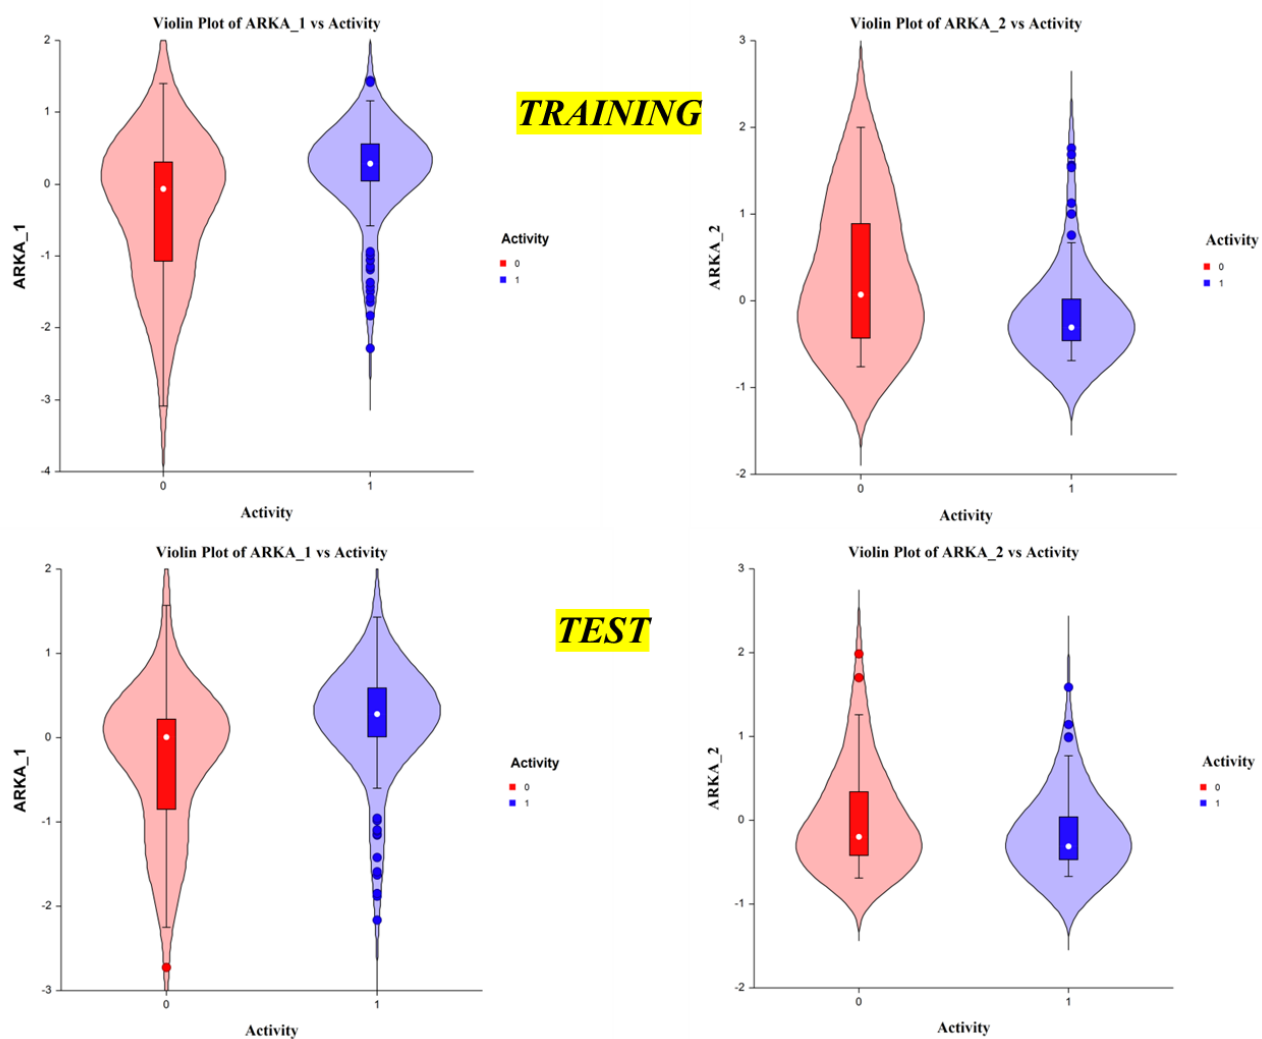 Violin Plot of ARKA_1 vs Activity
2
1
0
-1
-2
-3
-4
ARKA_1
0
1
Activity
Activity
0
1
TRAINING
Violin Plot of ARKA_2 vs Activity
3
2
1
0
-1
-2
ARKA_2
0
1
Activity
Activity
0
1
Violin Plot of ARKA_1 vs Activity
2
1
0
-1
-2
-3
ARKA_1
0
1
Activity
Activity
0
1
TEST
Violin Plot of ARKA_2 vs Activity
3
2
1
0
-1
-2
ARKA_2
0
1
Activity
Activity
0
1